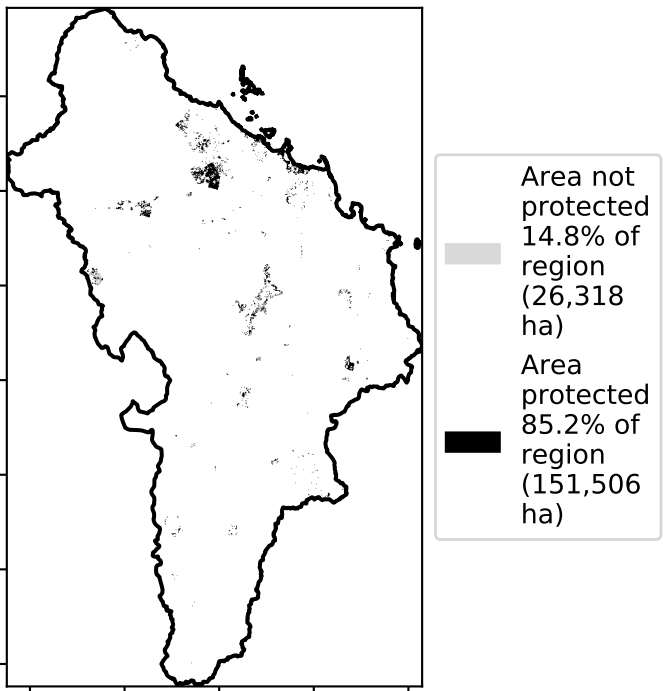 Area not
protected
14.8% of
region
(26,318
ha)
Area
protected
85.2% of
region
(151,506
ha)